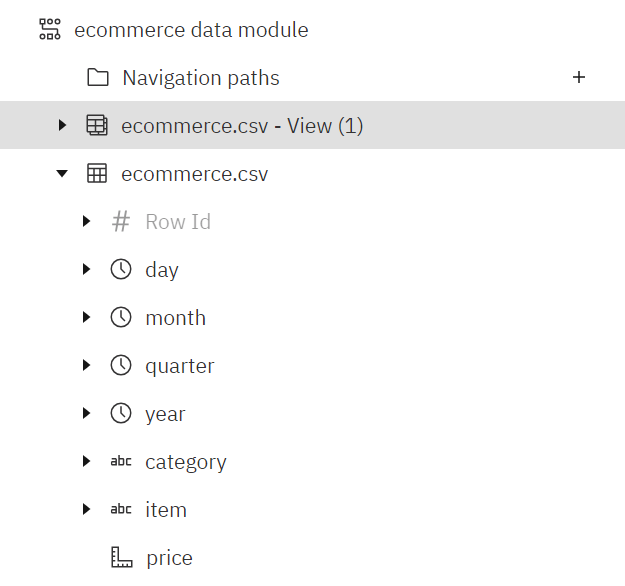 ecommerce data module
Navigation paths +
ecommerce.csv - View (1)
ecommerce.csv
# Row Id
day
month
quarter
year
abc category
abc item
price